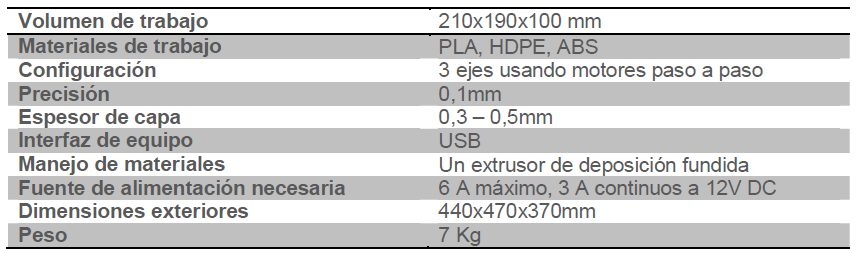 Volumen de trabajo 210x190x100 mm
Materiales de trabajo PLA, HDPE, ABS
Configuración 3 ejes usando motores paso a paso
Precisión 0,1mm
Espesor de capa 0,3 – 0,5mm
Interfaz de equipo USB
Manejo de materiales Un extrusor de deposición fundida
Fuente de alimentación necesaria 6 A máximo, 3 A continuos a 12V DC
Dimensiones exteriores 440x470x370mm
Peso 7 Kg